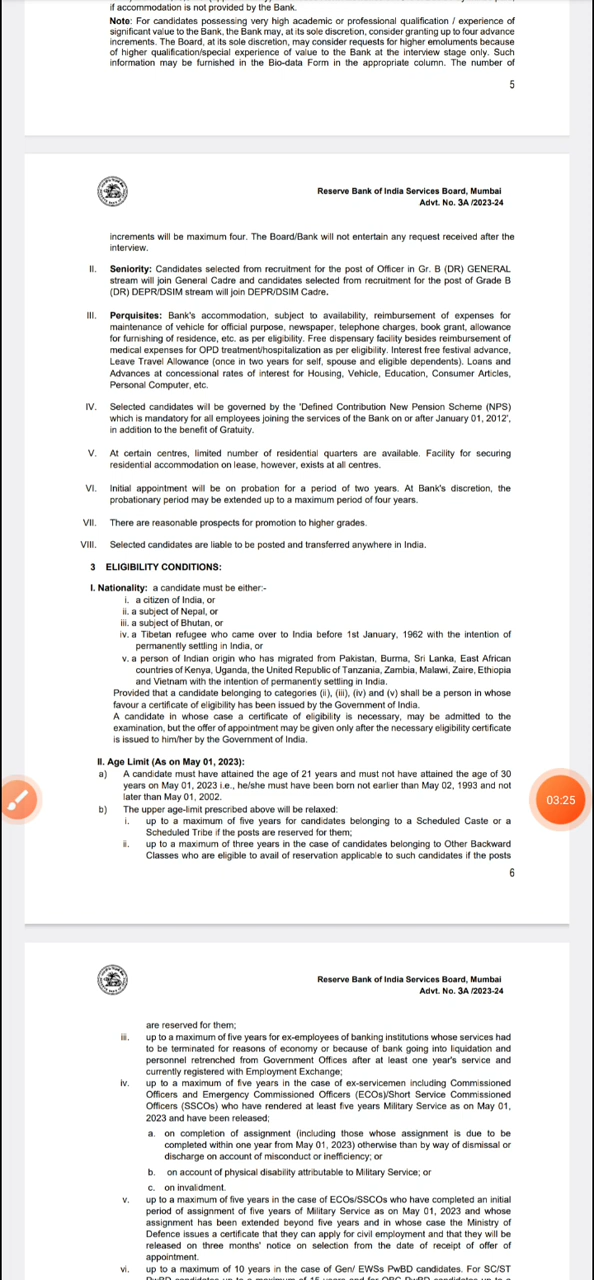 if accommodation is not provided by the Bank.
Note: For candidates possessing very high academic or professional qualification / experience of
significant value to the Bank, the Bank may, at its sole discretion, consider granting up to four advance
increments. The Board, at its sole discretion, may consider requests for higher emoluments because
of higher qualification/special experience of value to the Bank at the interview stage only. Such
information may be furnished in the Bio-data Form in the appropriate column. The number of
5
Reserve Bank of India Services Board, Mumbai
Advt. No. 3A /2023-24
increments will be maximum four. The Board/Bank will not entertain any request received after the
interview.
II. Seniority: Candidates selected from recruitment for the post of Officer in Gr. B (DR) GENERAL
stream will join General Cadre and candidates selected from recruitment for the post of Grade B
(DR) DEPR/DSIM stream will join DEPR/DSIM Cadre.
III. Perquisites: Bank's accommodation, subject to availability, reimbursement of expenses for
maintenance of vehicle for official purpose, newspaper, telephone charges, book grant, allowance
for furnishing of residence, etc. as per eligibility. Free dispensary facility besides reimbursement of
medical expenses for OPD treatment/hospitalization as per eligibility. Interest free festival advance,
Leave Travel Allowance (once in two years for self, spouse and eligible dependents). Loans and
Advances at concessional rates of interest for Housing, Vehicle, Education, Consumer Articles,
Personal Computer, etc.
IV. Selected candidates will be governed by the 'Defined Contribution New Pension Scheme (NPS)
which is mandatory for all employees joining the services of the Bank on or after January 01, 2012',
in addition to the benefit of Gratuity.
V. At certain centres, limited number of residential quarters are available. Facility for securing
residential accommodation on lease, however, exists at all centres.
VI. Initial appointment will be on probation for a period of two years. At Bank's discretion, the
probationary period may be extended up to a maximum period of four years.
VII. There are reasonable prospects for promotion to higher grades.
VIII. Selected candidates are liable to be posted and transferred anywhere in India.
3 ELIGIBILITY CONDITIONS:
I. Nationality: a candidate must be either:-
i. a citizen of India, or
ii. a subject of Nepal, or
iii. a subject of Bhutan, or
iv. a Tibetan refugee who came over to India before 1st January, 1962 with the intention of
permanently settling in India, or
v. a person of Indian origin who has migrated from Pakistan, Burma, Sri Lanka, East African
countries of Kenya, Uganda, the United Republic of Tanzania, Zambia, Malawi, Zaire, Ethiopia
and Vietnam with the intention of permanently settling in India.
Provided that a candidate belonging to categories (ii), (iii), (iv) and (v) shall be a person in whose
favour a certificate of eligibility has been issued by the Government of India.
A candidate in whose case a certificate of eligibility is necessary, may be admitted to the
examination, but the offer of appointment may be given only after the necessary eligibility certificate
is issued to him/her by the Government of India.
II. Age Limit (As on May 01, 2023):
a) A candidate must have attained the age of 21 years and must not have attained the age of 30
years on May 01, 2023 i.e., he/she must have been born not earlier than May 02, 1993 and not
later than May 01, 2002.
03:25
b) The upper age-limit prescribed above will be relaxed:
i. up to a maximum of five years for candidates belonging to a Scheduled Caste or a
Scheduled Tribe if the posts are reserved for them;
ii. up to a maximum of three years in the case of candidates belonging to Other Backward
Classes who are eligible to avail of reservation applicable to such candidates if the posts
6
Reserve Bank of India Services Board, Mumbai
Advt. No. 3A /2023-24
are reserved for them;
iii. up to a maximum of five years for ex-employees of banking institutions whose services had
to be terminated for reasons of economy or because of bank going into liquidation and
personnel retrenched from Government Offices after at least one year's service and
currently registered with Employment Exchange;
iv. up to a maximum of five years in the case of ex-servicemen including Commissioned
Officers and Emergency Commissioned Officers (ECOs)/Short Service Commissioned
Officers (SSCOs) who have rendered at least five years Military Service as on May 01,
2023 and have been released;
a. on completion of assignment (including those whose assignment is due to be
completed within one year from May 01, 2023) otherwise than by way of dismissal or
discharge on account of misconduct or inefficiency; or
b. on account of physical disability attributable to Military Service; or
c. on invalidment.
v. up to a maximum of five years in the case of ECOs/SSCOs who have completed an initial
period of assignment of five years of Military Service as on May 01, 2023 and whose
assignment has been extended beyond five years and in whose case the Ministry of
Defence issues a certificate that they can apply for civil employment and that they will be
released on three months' notice on selection from the date of receipt of offer of
appointment.
vi. up to a maximum of 10 years in the case of Gen/ EWSs PwBD candidates. For SC/ST